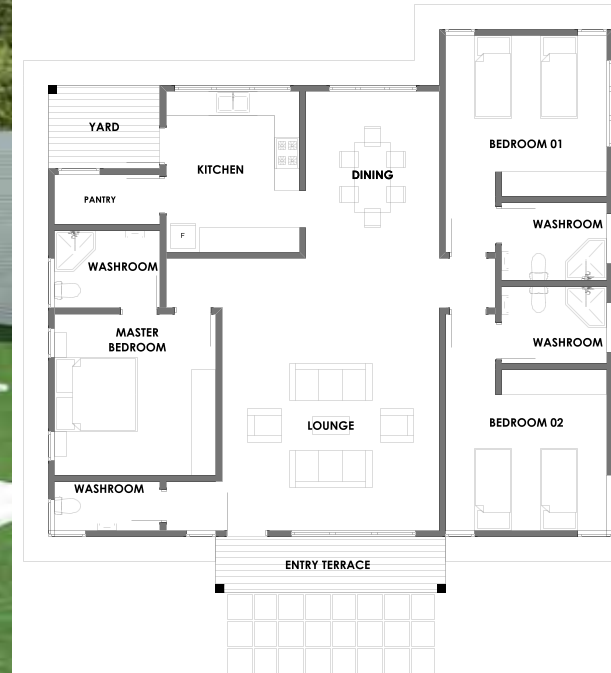 YARD
KITCHEN
DINING
BEDROOM 01
PANTRY
F
WASHROOM
WASHROOM
MASTER
BEDROOM
WASHROOM
LOUNGE
BEDROOM 02
WASHROOM
ENTRY TERRACE